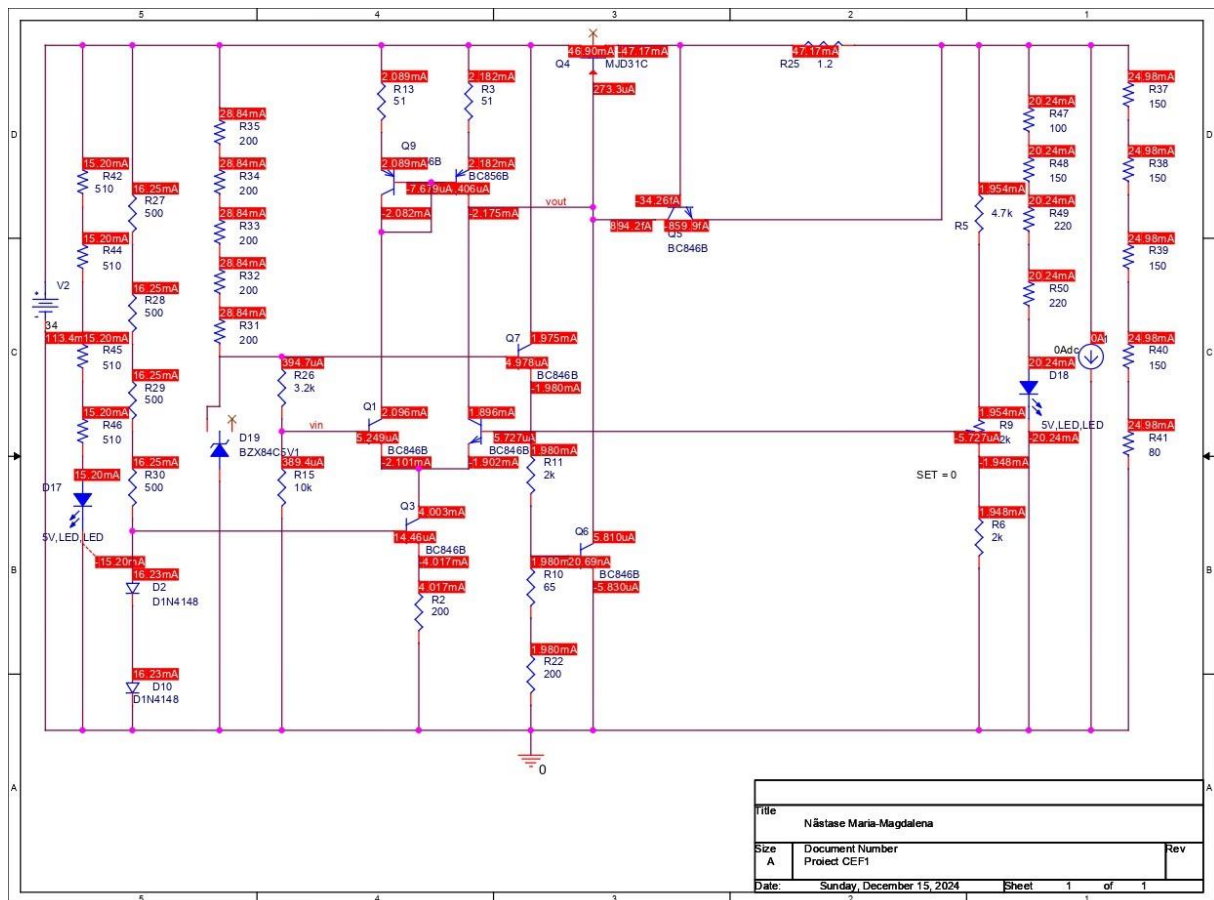 5 4 3 2 1
D
C
B
A
D
C
B
A
46.90mA -47.17mA
Q4 MJD31C
273.3uA
47.17mA
R25 1.2
2.089mA
R13
51
2.182mA
R3
51
24.98mA
R37
150
20.24mA
R47
100
28.84mA
R35
200
Q9
2.089mA 6B
2.182mA
BC856B
15.20mA
R42
510
28.84mA
R34
200
16.25mA
R27
500
-7.679uA .406uA
-2.082mA
-2.175mA
vout
20.24mA
R48
150
24.98mA
R38
150
1.954mA
R5 4.7k
20.24mA
R49
220
-34.26fA
894.2fA -859.9fA
Q5
BC846B
28.84mA
R33
200
15.20mA
R44
510
28.84mA
R32
200
24.98mA
R39
150
20.24mA
R50
220
V2
34
113.4m
16.25mA
R28
500
28.84mA
R31
200
15.20mA
R45
510
Q7
1.975mA
4.978uA
BC846B
-1.980mA
0A
0Adc
20.24mA
D18
5V,LED,LED
-20.24mA
24.98mA
R40
150
394.7uA
R26
3.2k
16.25mA
R29
500
15.20mA
R46
510
Q1
2.096mA
vin
5.249uA
BC846B
-2.101mA
1.896mA
5.727uA
BC846B
-1.902mA
1.954mA
R9
2k
-5.727uA
-1.948mA
SET = 0
24.98mA
R41
80
D19
BZX84C5V1
389.4uA
R15
10k
1.980mA
R11
2k
16.25mA
R30
500
15.20mA
D17
5V,LED,LED
-15.20mA
Q3
4.003mA
14.46uA
BC846B
-4.017mA
1.948mA
R6
2k
Q6
5.810uA
20.69nA
BC846B
-5.830uA
1.980m
R10
65
16.23mA
D2
D1N4148
4.017mA
R2
200
1.980mA
R22
200
16.23mA
D10
D1N4148
0
Title
Năstase Maria-Magdalena
Size Document Number Rev
A Proiect CEF1
Date: Sunday, December 15, 2024 Sheet 1 of 1
5 4 3 2 1